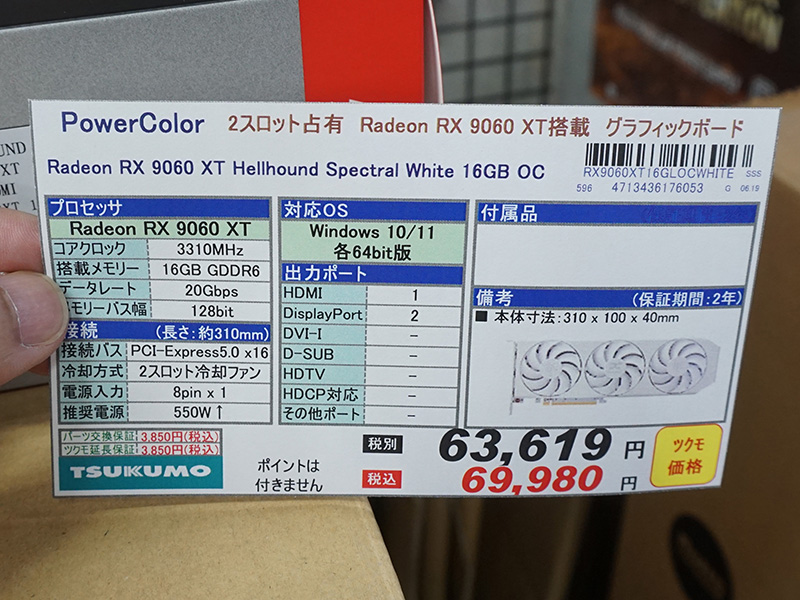 OUND
XT
MI
PowerColor 2スロット占有 Radeon RX 9060 XT搭載 グラフィックボード
Radeon RX 9060 XT Hellhound Spectral White 16GB OC
RX9060XT16GLOCWHITE SSS
596 4713436176053 G 06.19
プロセッサ
Radeon RX 9060 XT
コアクロック 3310MHz
搭載メモリー 16GB GDDR6
データレート 20Gbps
メモリーバス幅 128bit
接続 (長さ:約310mm)
接続バス PCI-Express5.0 x16
冷却方式 2スロット冷却ファン
電源入力 8pin x 1
推奨電源 550W↑
対応OS
Windows 10/11
各64bit版
出力ポート
HDMI 1
DisplayPort 2
DVI-I -
D-SUB -
HDTV -
HDCP対応 -
その他ポート -
付属品
備考 (保証期間:2年)
■ 本体寸法:310 x 100 x 40mm
パーツ交換保証 3,850円(税込)
ツクモ延長保証 3,850円(税込)
TSUKUMO
ポイントは
付きません
税別 63,619 円
税込 69,980 円
ツクモ
価格